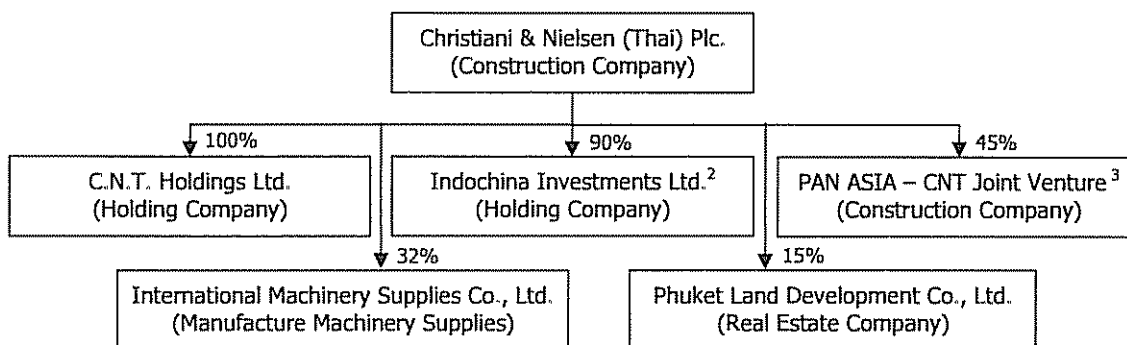 Christiani & Nielsen (Thai) Plc.
(Construction Company)
100%
90%
45%
C.N.T. Holdings Ltd.
(Holding Company)
Indochina Investments Ltd.²
(Holding Company)
PAN ASIA – CNT Joint Venture³
(Construction Company)
32%
15%
International Machinery Supplies Co., Ltd.
(Manufacture Machinery Supplies)
Phuket Land Development Co., Ltd.
(Real Estate Company)